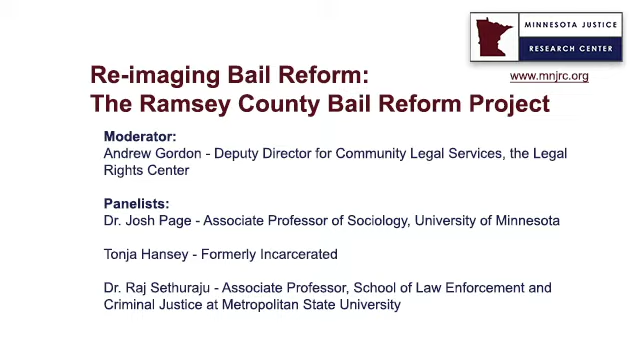 MINNESOTA JUSTICE
RESEARCH CENTER
www.mnjrc.org
Re-imaging Bail Reform:
The Ramsey County Bail Reform Project
Moderator:
Andrew Gordon - Deputy Director for Community Legal Services, the Legal
Rights Center
Panelists:
Dr. Josh Page - Associate Professor of Sociology, University of Minnesota
Tonja Hansey - Formerly Incarcerated
Dr. Raj Sethuraju - Associate Professor, School of Law Enforcement and
Criminal Justice at Metropolitan State University